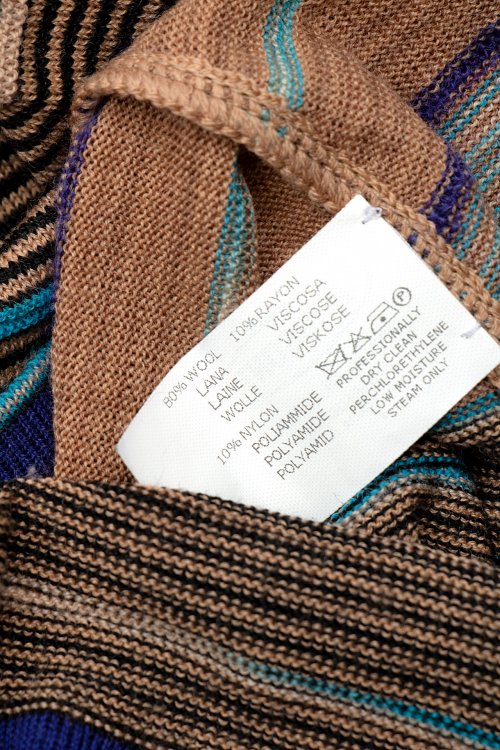 80% WOOL
LANA
LAINE
WOLLE
10% RAYON
VISCOSA
VISCOSE
VISKOSE
10% NYLON
POLIAMMIDE
POLYAMIDE
POLYAMID
P
PROFESSIONALLY
DRY CLEAN
PERCHLORETHYLENE
LOW MOISTURE
STEAM ONLY